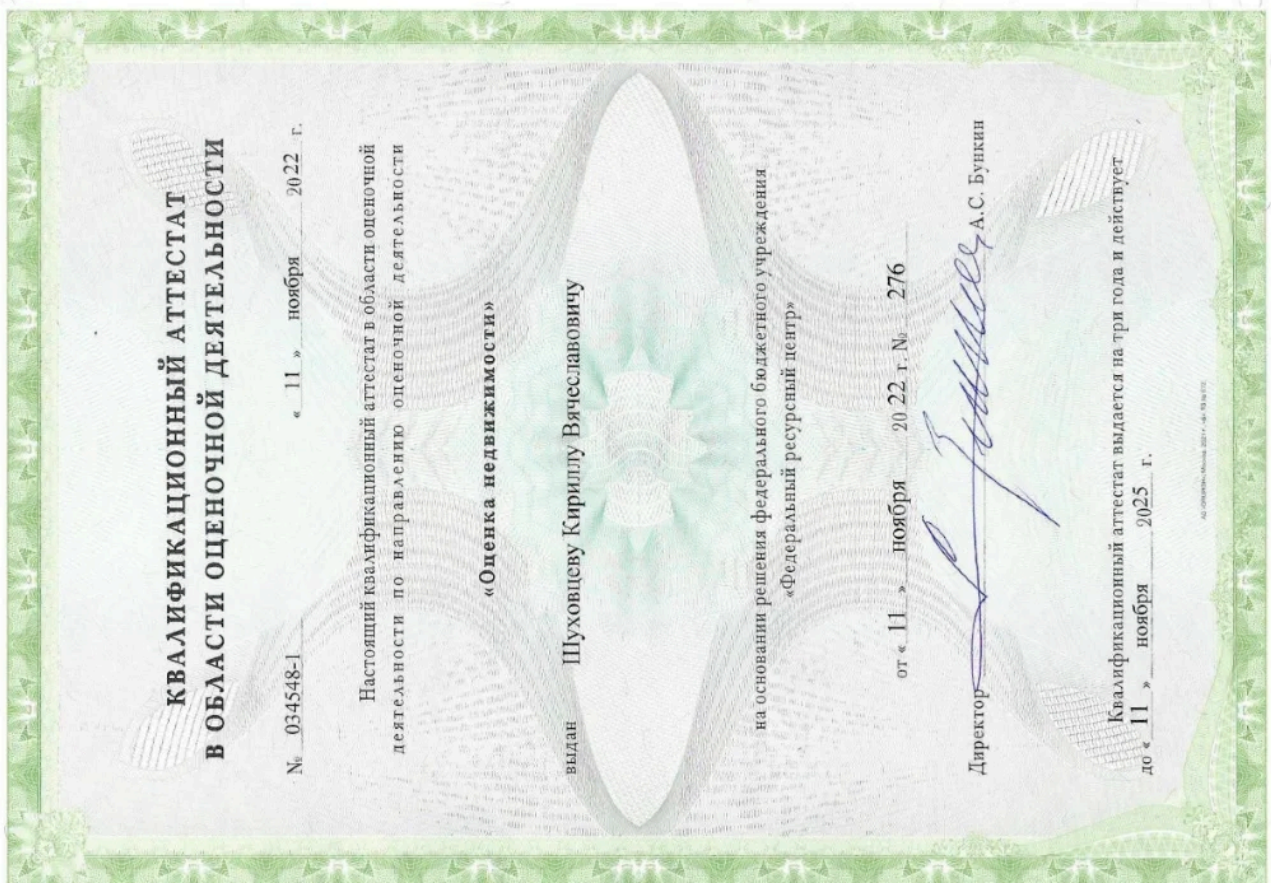 КВАЛИФИКАЦИОННЫЙ АТТЕСТАТ
В ОБЛАСТИ ОЦЕНОЧНОЙ ДЕЯТЕЛЬНОСТИ
№ 034548-1 « 11 » ноября 2022 г.
Настоящий квалификационный аттестат в области оценочной
деятельности по направлению оценочной деятельности
«Оценка недвижимости»
выдан Шуховцеву Кириллу Вячеславовичу
на основании решения федерального бюджетного учреждения
«Федеральный ресурсный центр»
от « 11 » ноября 20 22 г. № 276
Директор А.С. Бункин
Квалификационный аттестат выдается на три года и действует
до « 11 » ноября 2025 г.